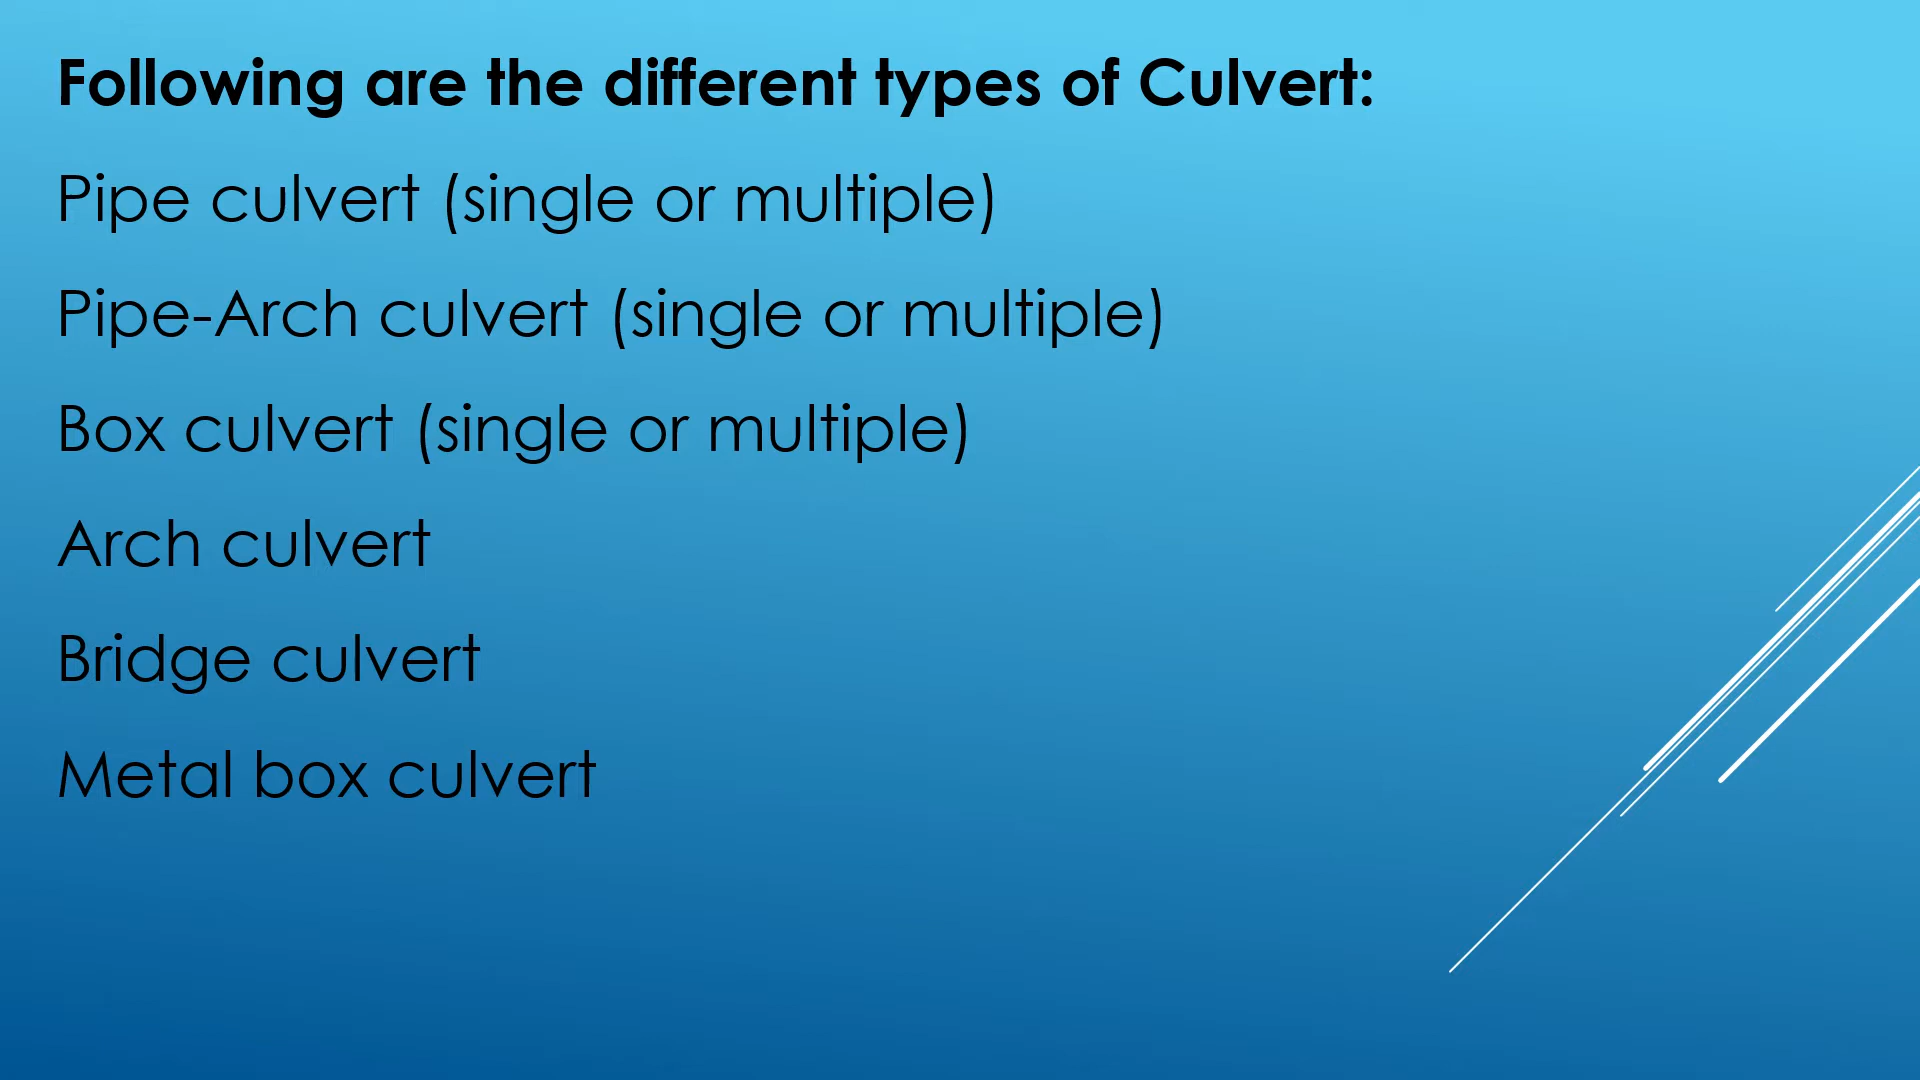 Following are the different types of Culvert:
Pipe culvert (single or multiple)
Pipe-Arch culvert (single or multiple)
Box culvert (single or multiple)
Arch culvert
Bridge culvert
Metal box culvert